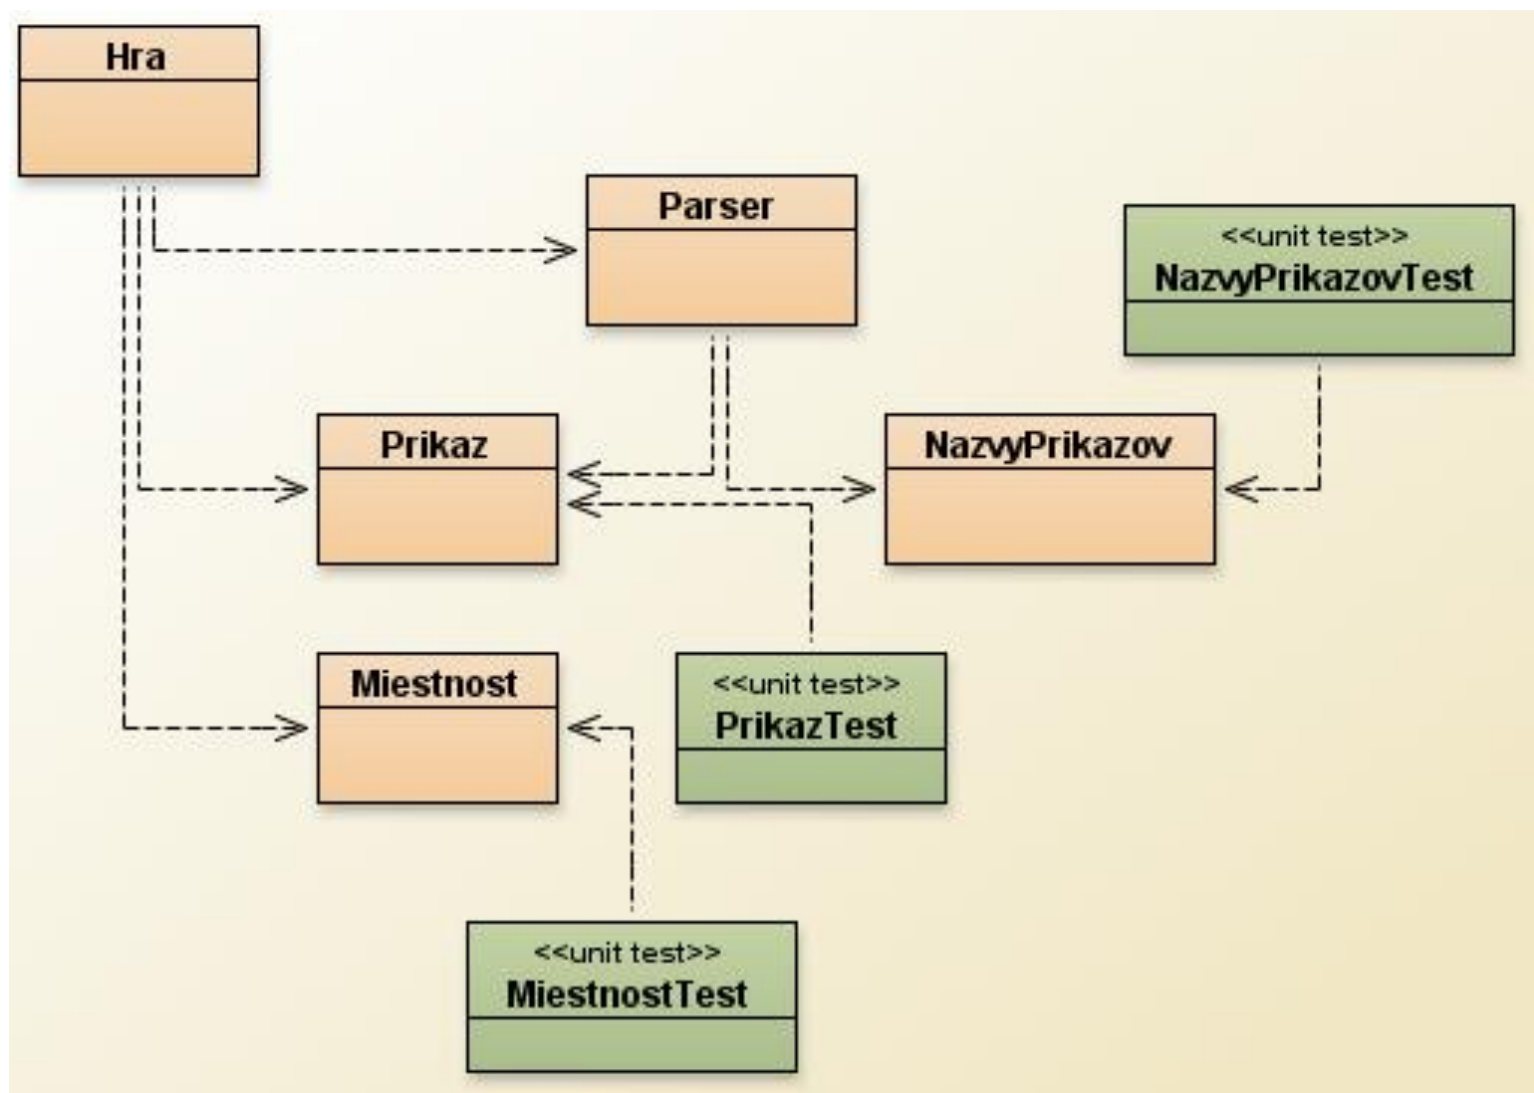 Hra
Parser
<<unit test>>
NazvyPrikazovTest
Prikaz
NazvyPrikazov
Miestnost
<<unit test>>
PrikazTest
<<unit test>>
MiestnostTest